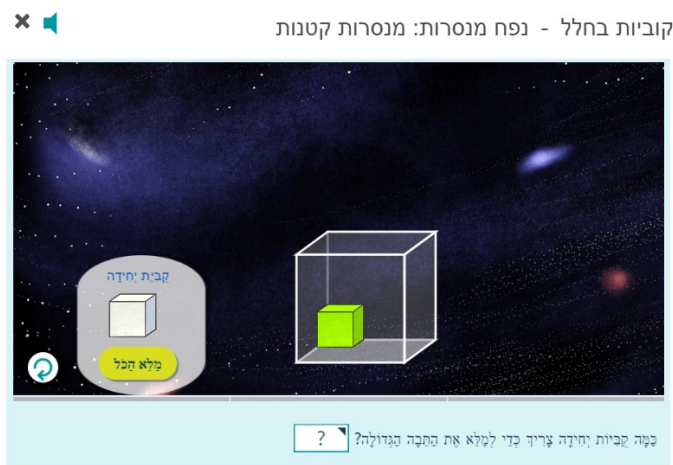 קוביות בחלל - נפח מנסרות: מנסרות קטנות
קֻבִּיַּת יְחִידָה
מַלֵּא הַכֹּל
כַּמָּה קֻבִּיּוֹת יְחִידָה צָרִיךְ כְּדֵי לְמַלֵּא אֶת הַתֵּבָה הַגְּדוֹלָה? ?